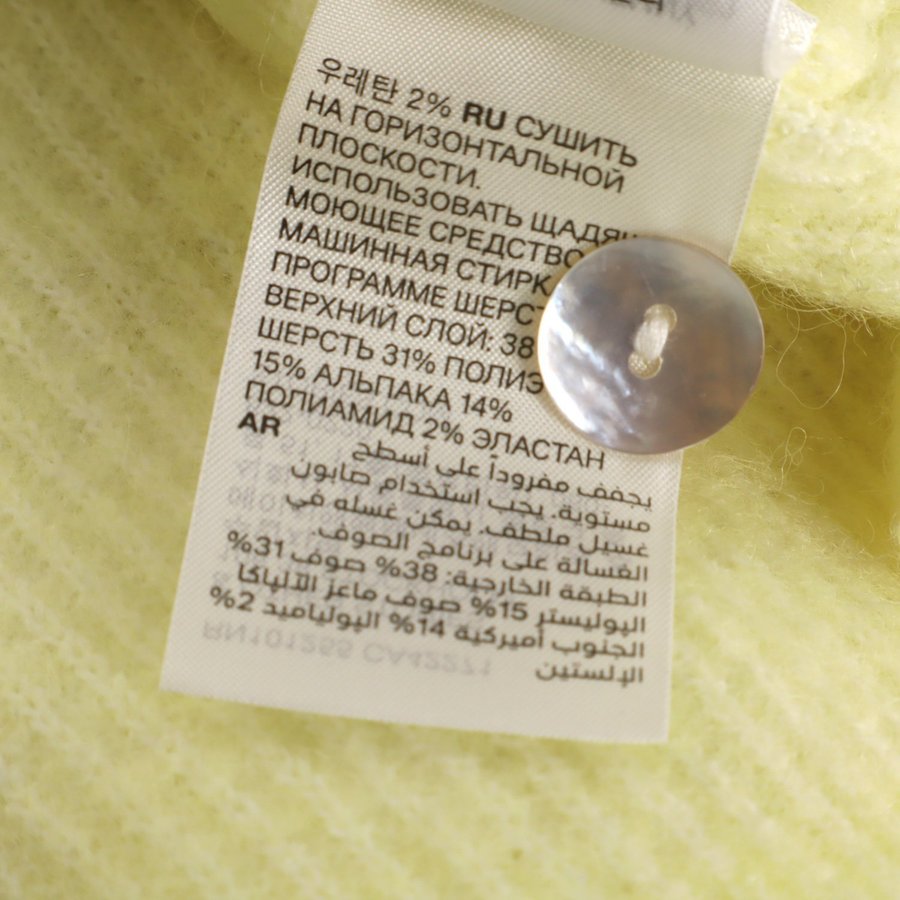 우레탄 2% RU СУШИТЬ
НА ГОРИЗОНТАЛЬНОЙ
ПЛОСКОСТИ.
ИСПОЛЬЗОВАТЬ
МОЮЩЕЕ СРЕДСТВО
МАШИННАЯ
ПРОГРАММЕ
ВЕРХНИЙ СЛОЙ: 38
ШЕРСТЬ 31%
15% АЛЬПАКА 14%
ПОЛИАМИД 2% ЭЛАСТАН
AR
يجفف مفروداً على أسطح
مستوية. يجب استخدام صابون
غسيل ملطف. يمكن غسله في
الغسالة على برنامج الصوف.
الطبقة الخارجية: 38% صوف 31%
البوليستر 15% صوف ماعز الألباكا
الجنوب أميركية 14% البولياميد 2%
الإلستين
RN101255 CA42271